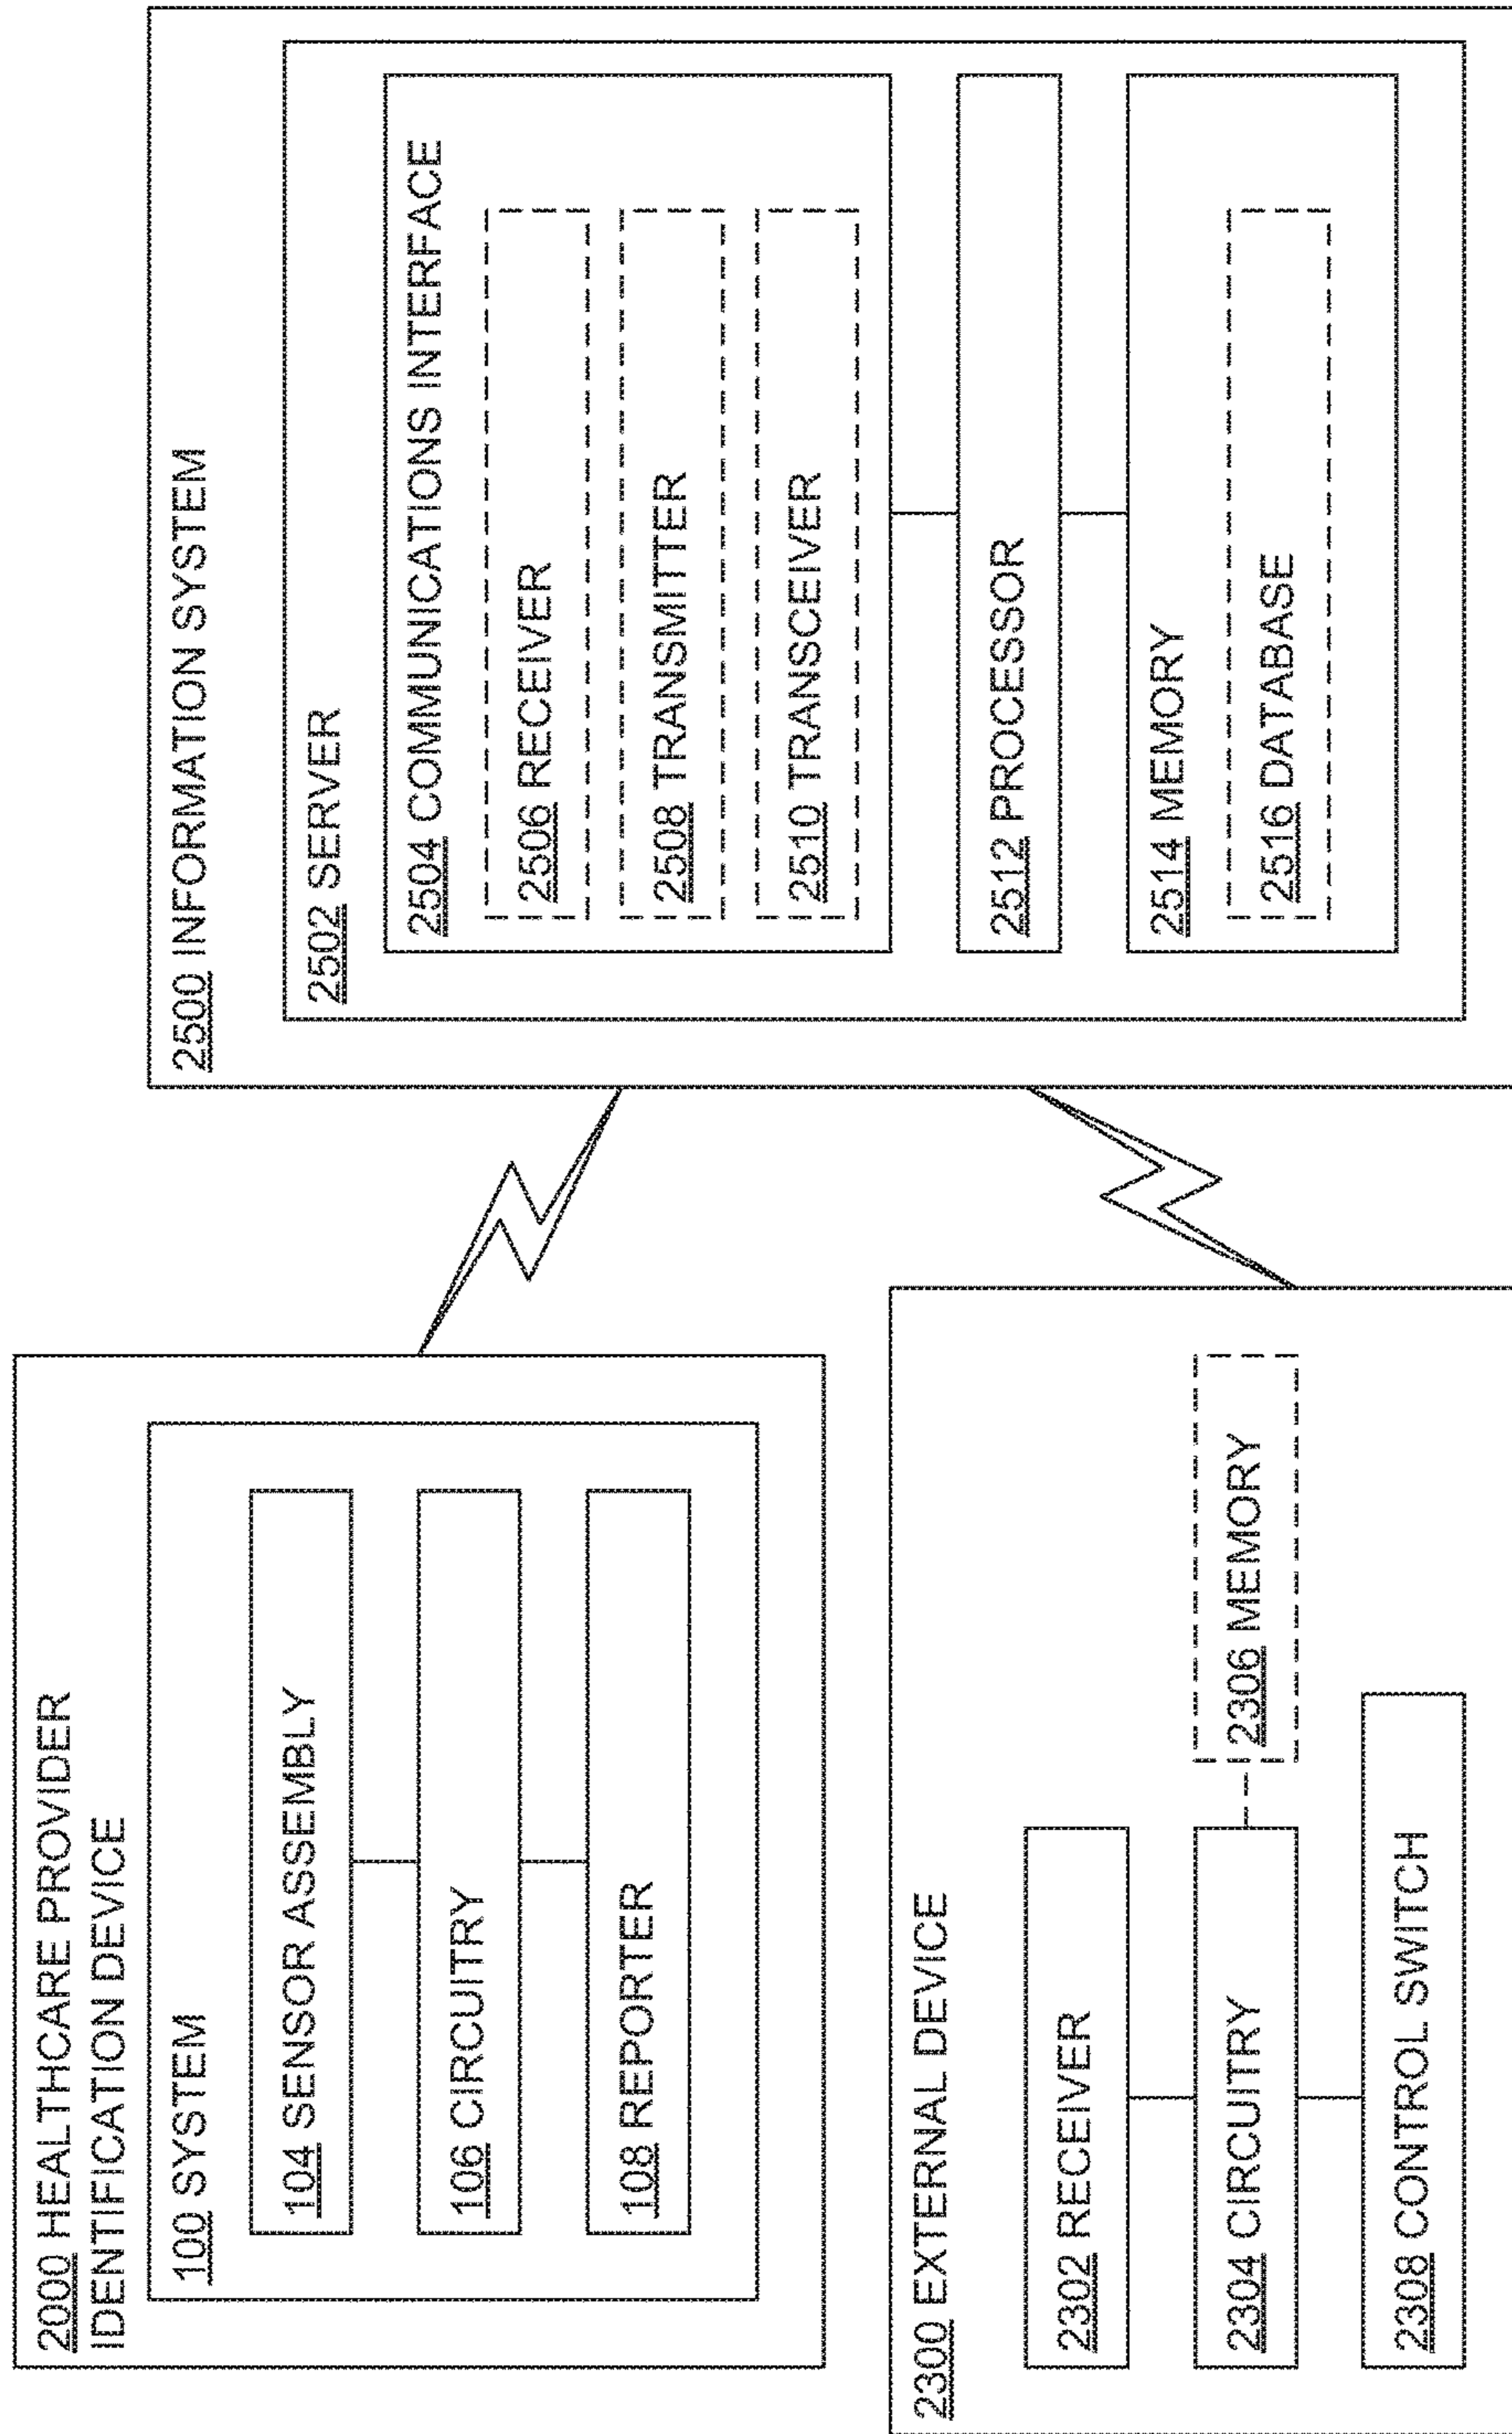 2000 HEALTHCARE PROVIDER
IDENTIFICATION DEVICE
100 SYSTEM
104 SENSOR ASSEMBLY
106 CIRCUITRY
108 REPORTER
2300 EXTERNAL DEVICE
2302 RECEIVER
2304 CIRCUITRY
2306 MEMORY
2308 CONTROL SWITCH
2500 INFORMATION SYSTEM
2502 SERVER
2504 COMMUNICATIONS INTERFACE
2506 RECEIVER
2508 TRANSMITTER
2510 TRANSCEIVER
2512 PROCESSOR
2514 MEMORY
2516 DATABASE